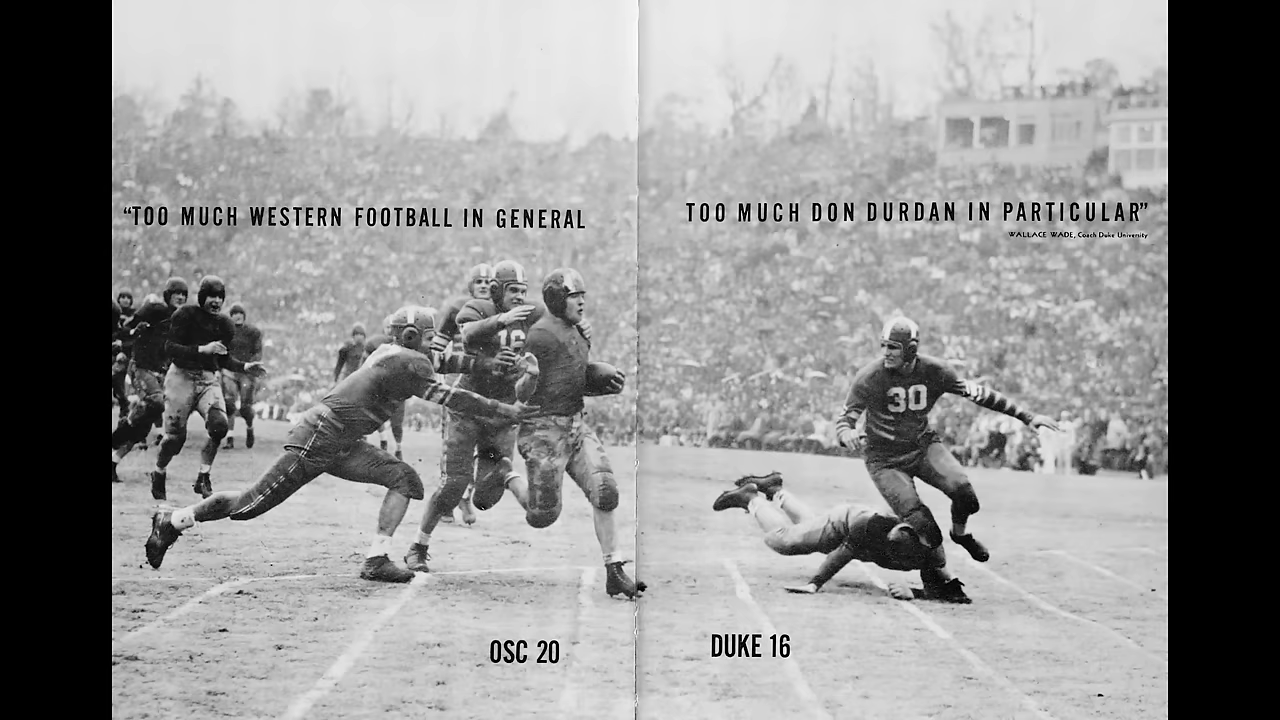 "TOO MUCH WESTERN FOOTBALL IN GENERAL
TOO MUCH DON DURDAN IN PARTICULAR"
WALLACE WADE, Coach Duke University
16
30
OSC 20
DUKE 16